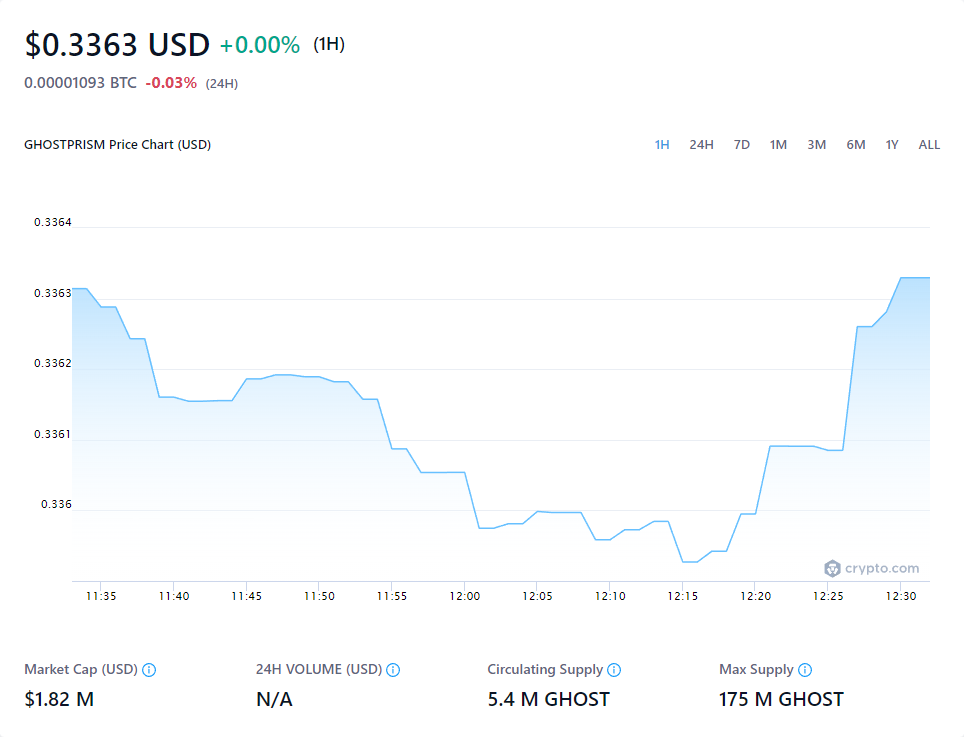 $0.3363 USD +0.00% (1H)
0.00001093 BTC -0.03% (24H)
GHOSTPRISM Price Chart (USD) 1H 24H 7D 1M 3M 6M 1Y ALL
0.3364
0.3363
0.3362
0.3361
0.336
crypto.com
11:35 11:40 11:45 11:50 11:55 12:00 12:05 12:10 12:15 12:20 12:25 12:30
Market Cap (USD) 24H VOLUME (USD) Circulating Supply Max Supply
$1.82 M N/A 5.4 M GHOST 175 M GHOST